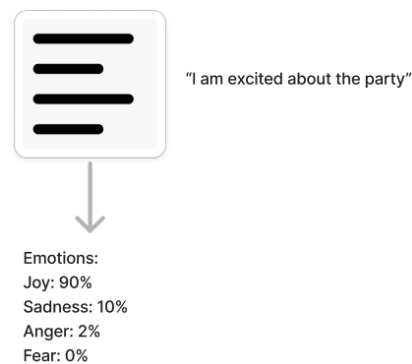 “I am excited about the party”
Emotions:
Joy: 90%
Sadness: 10%
Anger: 2%
Fear: 0%